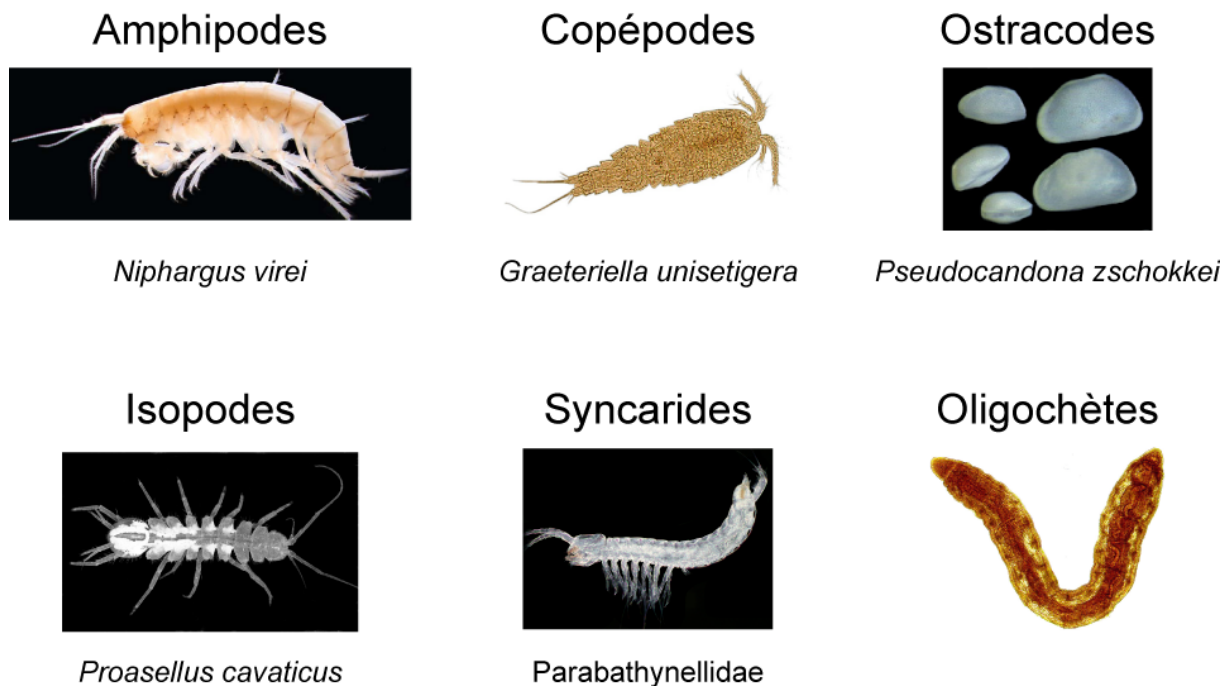 Amphipodes
Copépodes
Ostracodes
Niphargus virei
Graeteriella unisetigera
Pseudocandona zschokkei
Isopodes
Syncarides
Oligochètes
Proasellus cavaticus
Parabathynellidae